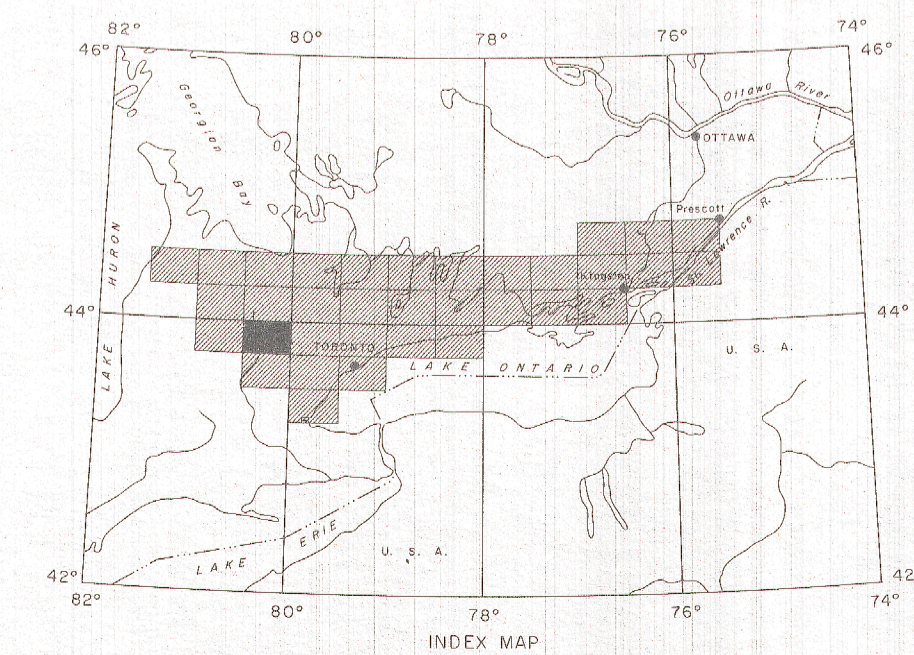 82° 80° 78° 76° 74°
46° 46°
Georgian Bay
Ottawa River
OTTAWA
Prescott
St. Lawrence R.
LAKE HURON
Kingston
44° 44°
TORONTO
LAKE ONTARIO
U. S. A.
LAKE ERIE
U. S. A.
42° 42
82° 80° 78° 76° 74°
INDEX MAP